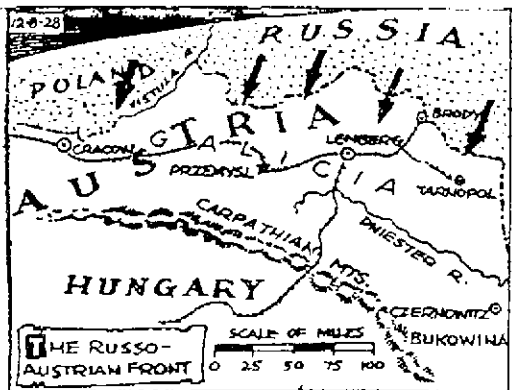 12-8-28
RUSSIA
POLAND
VISTULA R.
BRODY
AUSTRIA
GALICIA
CRACOW
LEMBERG
PRZEMYSL
TARNOPOL
CARPATHIAN
MTS.
DNIESTER R.
HUNGARY
CZERNOWITZ
BUKOWINA
THE RUSSO-
AUSTRIAN FRONT
SCALE OF MILES
0 25 50 75 100